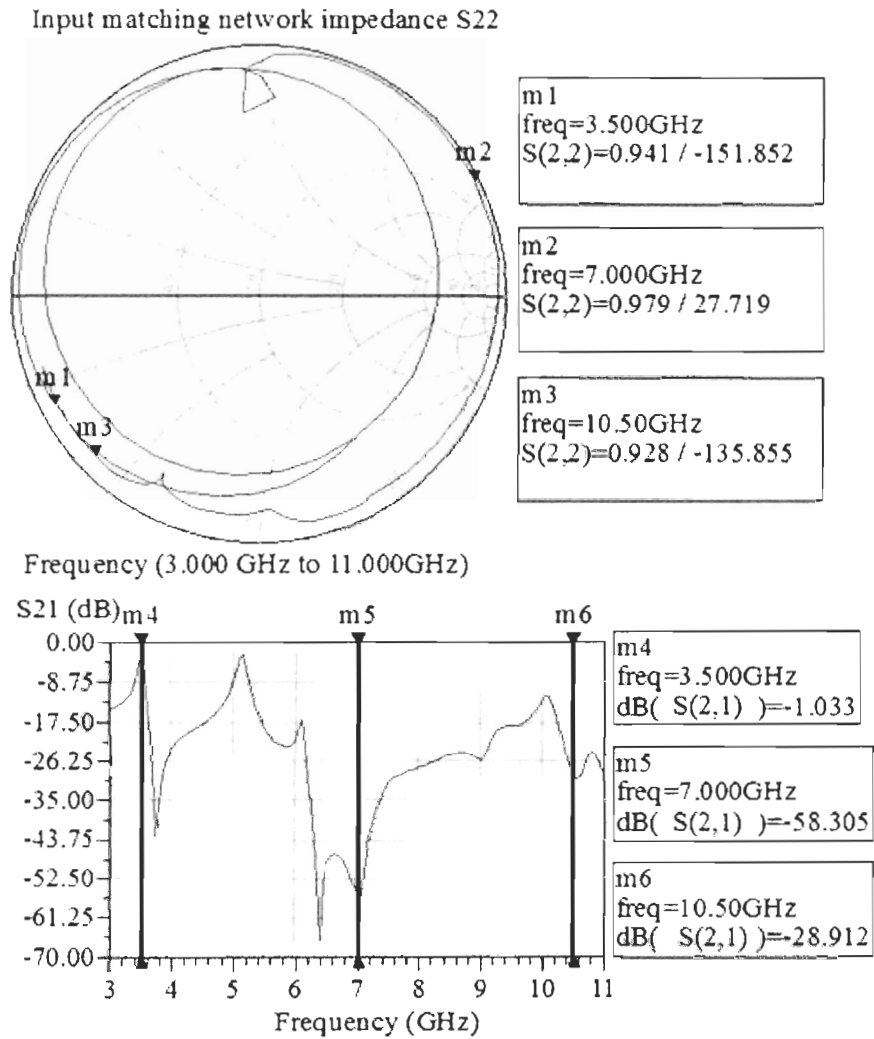 Input matching network impedance S22
m1
freq=3.500GHz
S(2,2)=0.941 / -151.852
m2
m2
freq=7.000GHz
S(2,2)=0.979 / 27.719
m1
m3
m3
freq=10.50GHz
S(2,2)=0.928 / -135.855
Frequency (3.000 GHz to 11.000GHz)
S21 (dB)
m4
m5
m6
0.00
-8.75
-17.50
-26.25
-35.00
-43.75
-52.50
-61.25
-70.00
3
4
5
6
7
8
9
10
11
Frequency (GHz)
m4
freq=3.500GHz
dB( S(2,1) )=-1.033
m5
freq=7.000GHz
dB( S(2,1) )=-58.305
m6
freq=10.50GHz
dB( S(2,1) )=-28.912